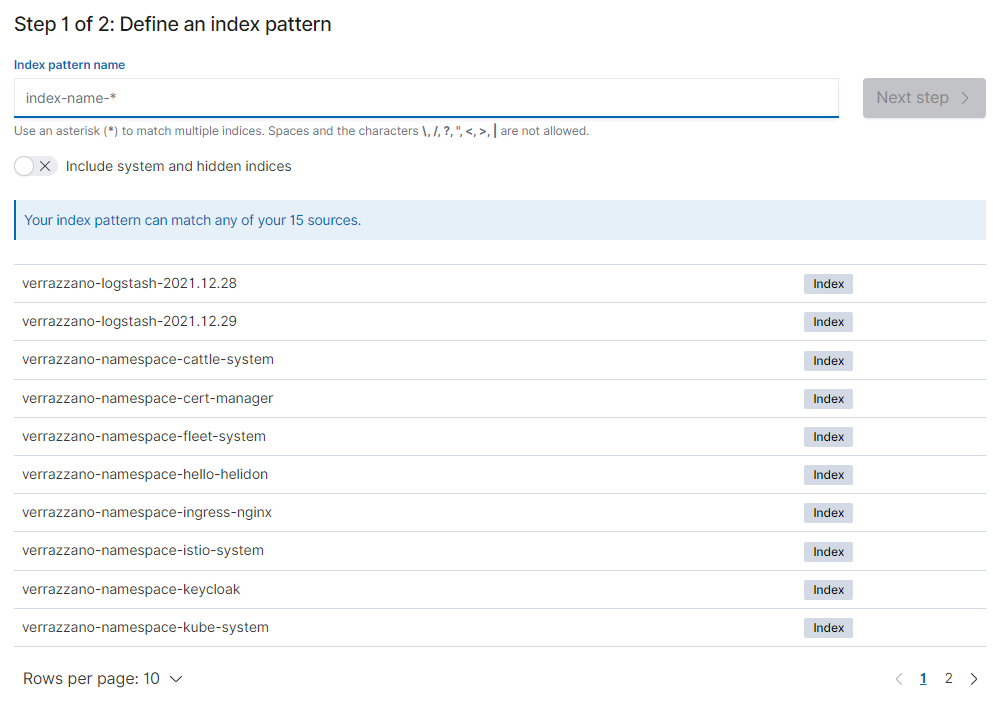 Step 1 of 2: Define an index pattern
Index pattern name
index-name-*
Next step
Use an asterisk (*) to match multiple indices. Spaces and the characters \, /, ?, ", <, >, | are not allowed.
Include system and hidden indices
Your index pattern can match any of your 15 sources.
verrazzano-logstash-2021.12.28 Index
verrazzano-logstash-2021.12.29 Index
verrazzano-namespace-cattle-system Index
verrazzano-namespace-cert-manager Index
verrazzano-namespace-fleet-system Index
verrazzano-namespace-hello-helidon Index
verrazzano-namespace-ingress-nginx Index
verrazzano-namespace-istio-system Index
verrazzano-namespace-keycloak Index
verrazzano-namespace-kube-system Index
Rows per page: 10 1 2